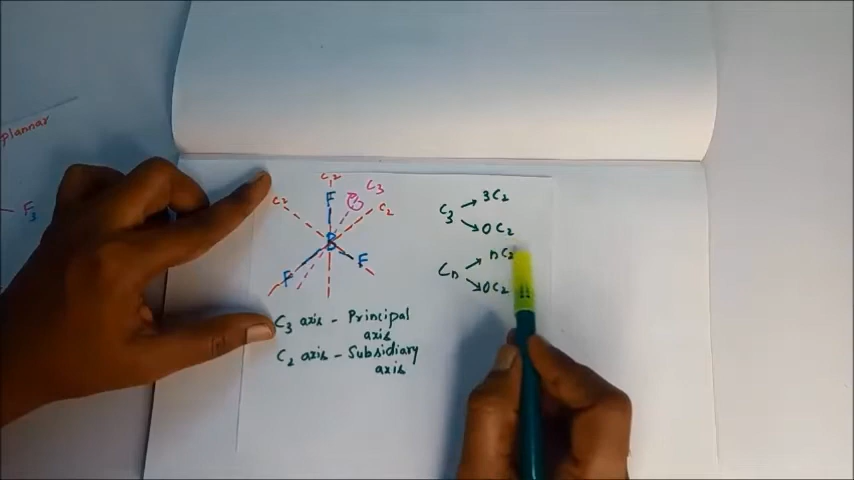 plannar
F3
C2
F
C3
C2
C2
B
F
F
C3 → 3C2
→ 0C2
Cn → nC2
→ 0C2
C3 axis - Principal
axis
C2 axis - Subsidiary
axis